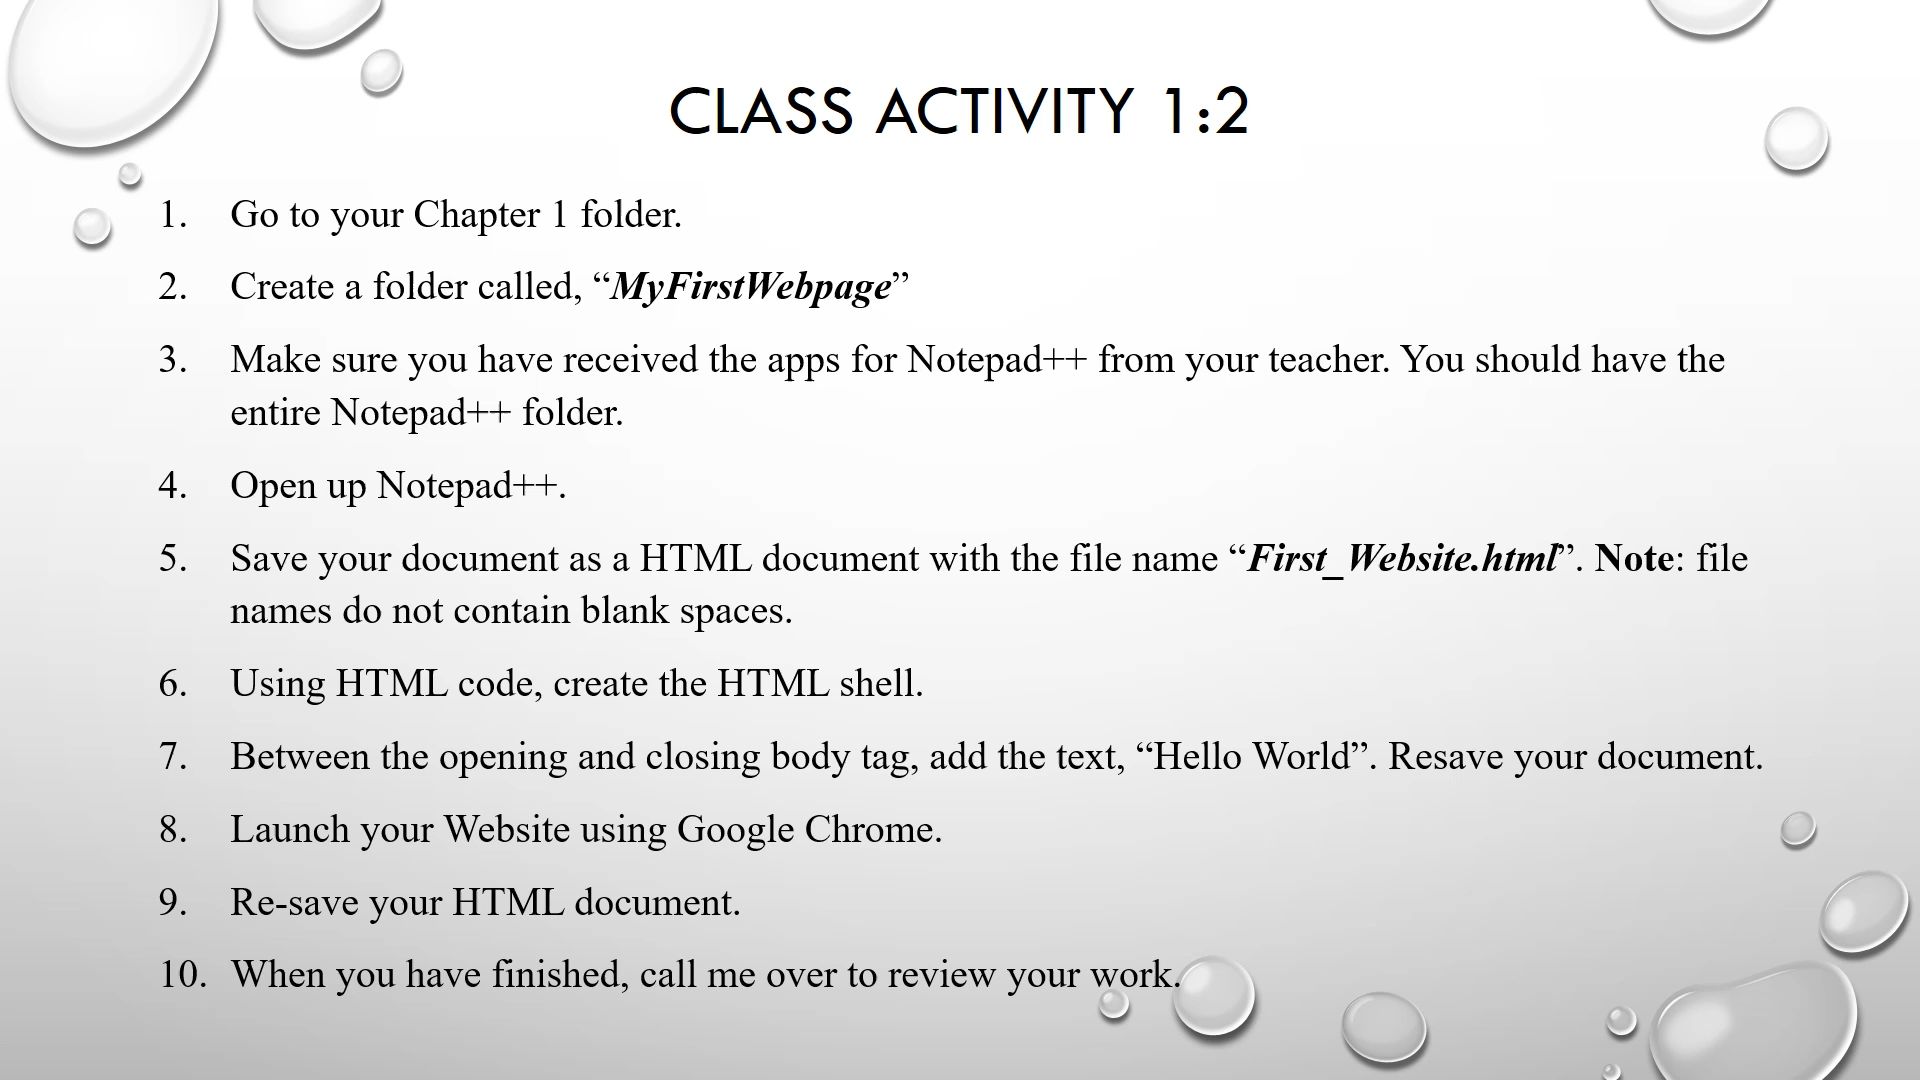 CLASS ACTIVITY 1:2
1. Go to your Chapter 1 folder.
2. Create a folder called, “MyFirstWebpage”
3. Make sure you have received the apps for Notepad++ from your teacher. You should have the
entire Notepad++ folder.
4. Open up Notepad++.
5. Save your document as a HTML document with the file name “First_Website.html”. Note: file
names do not contain blank spaces.
6. Using HTML code, create the HTML shell.
7. Between the opening and closing body tag, add the text, “Hello World”. Resave your document.
8. Launch your Website using Google Chrome.
9. Re-save your HTML document.
10. When you have finished, call me over to review your work.